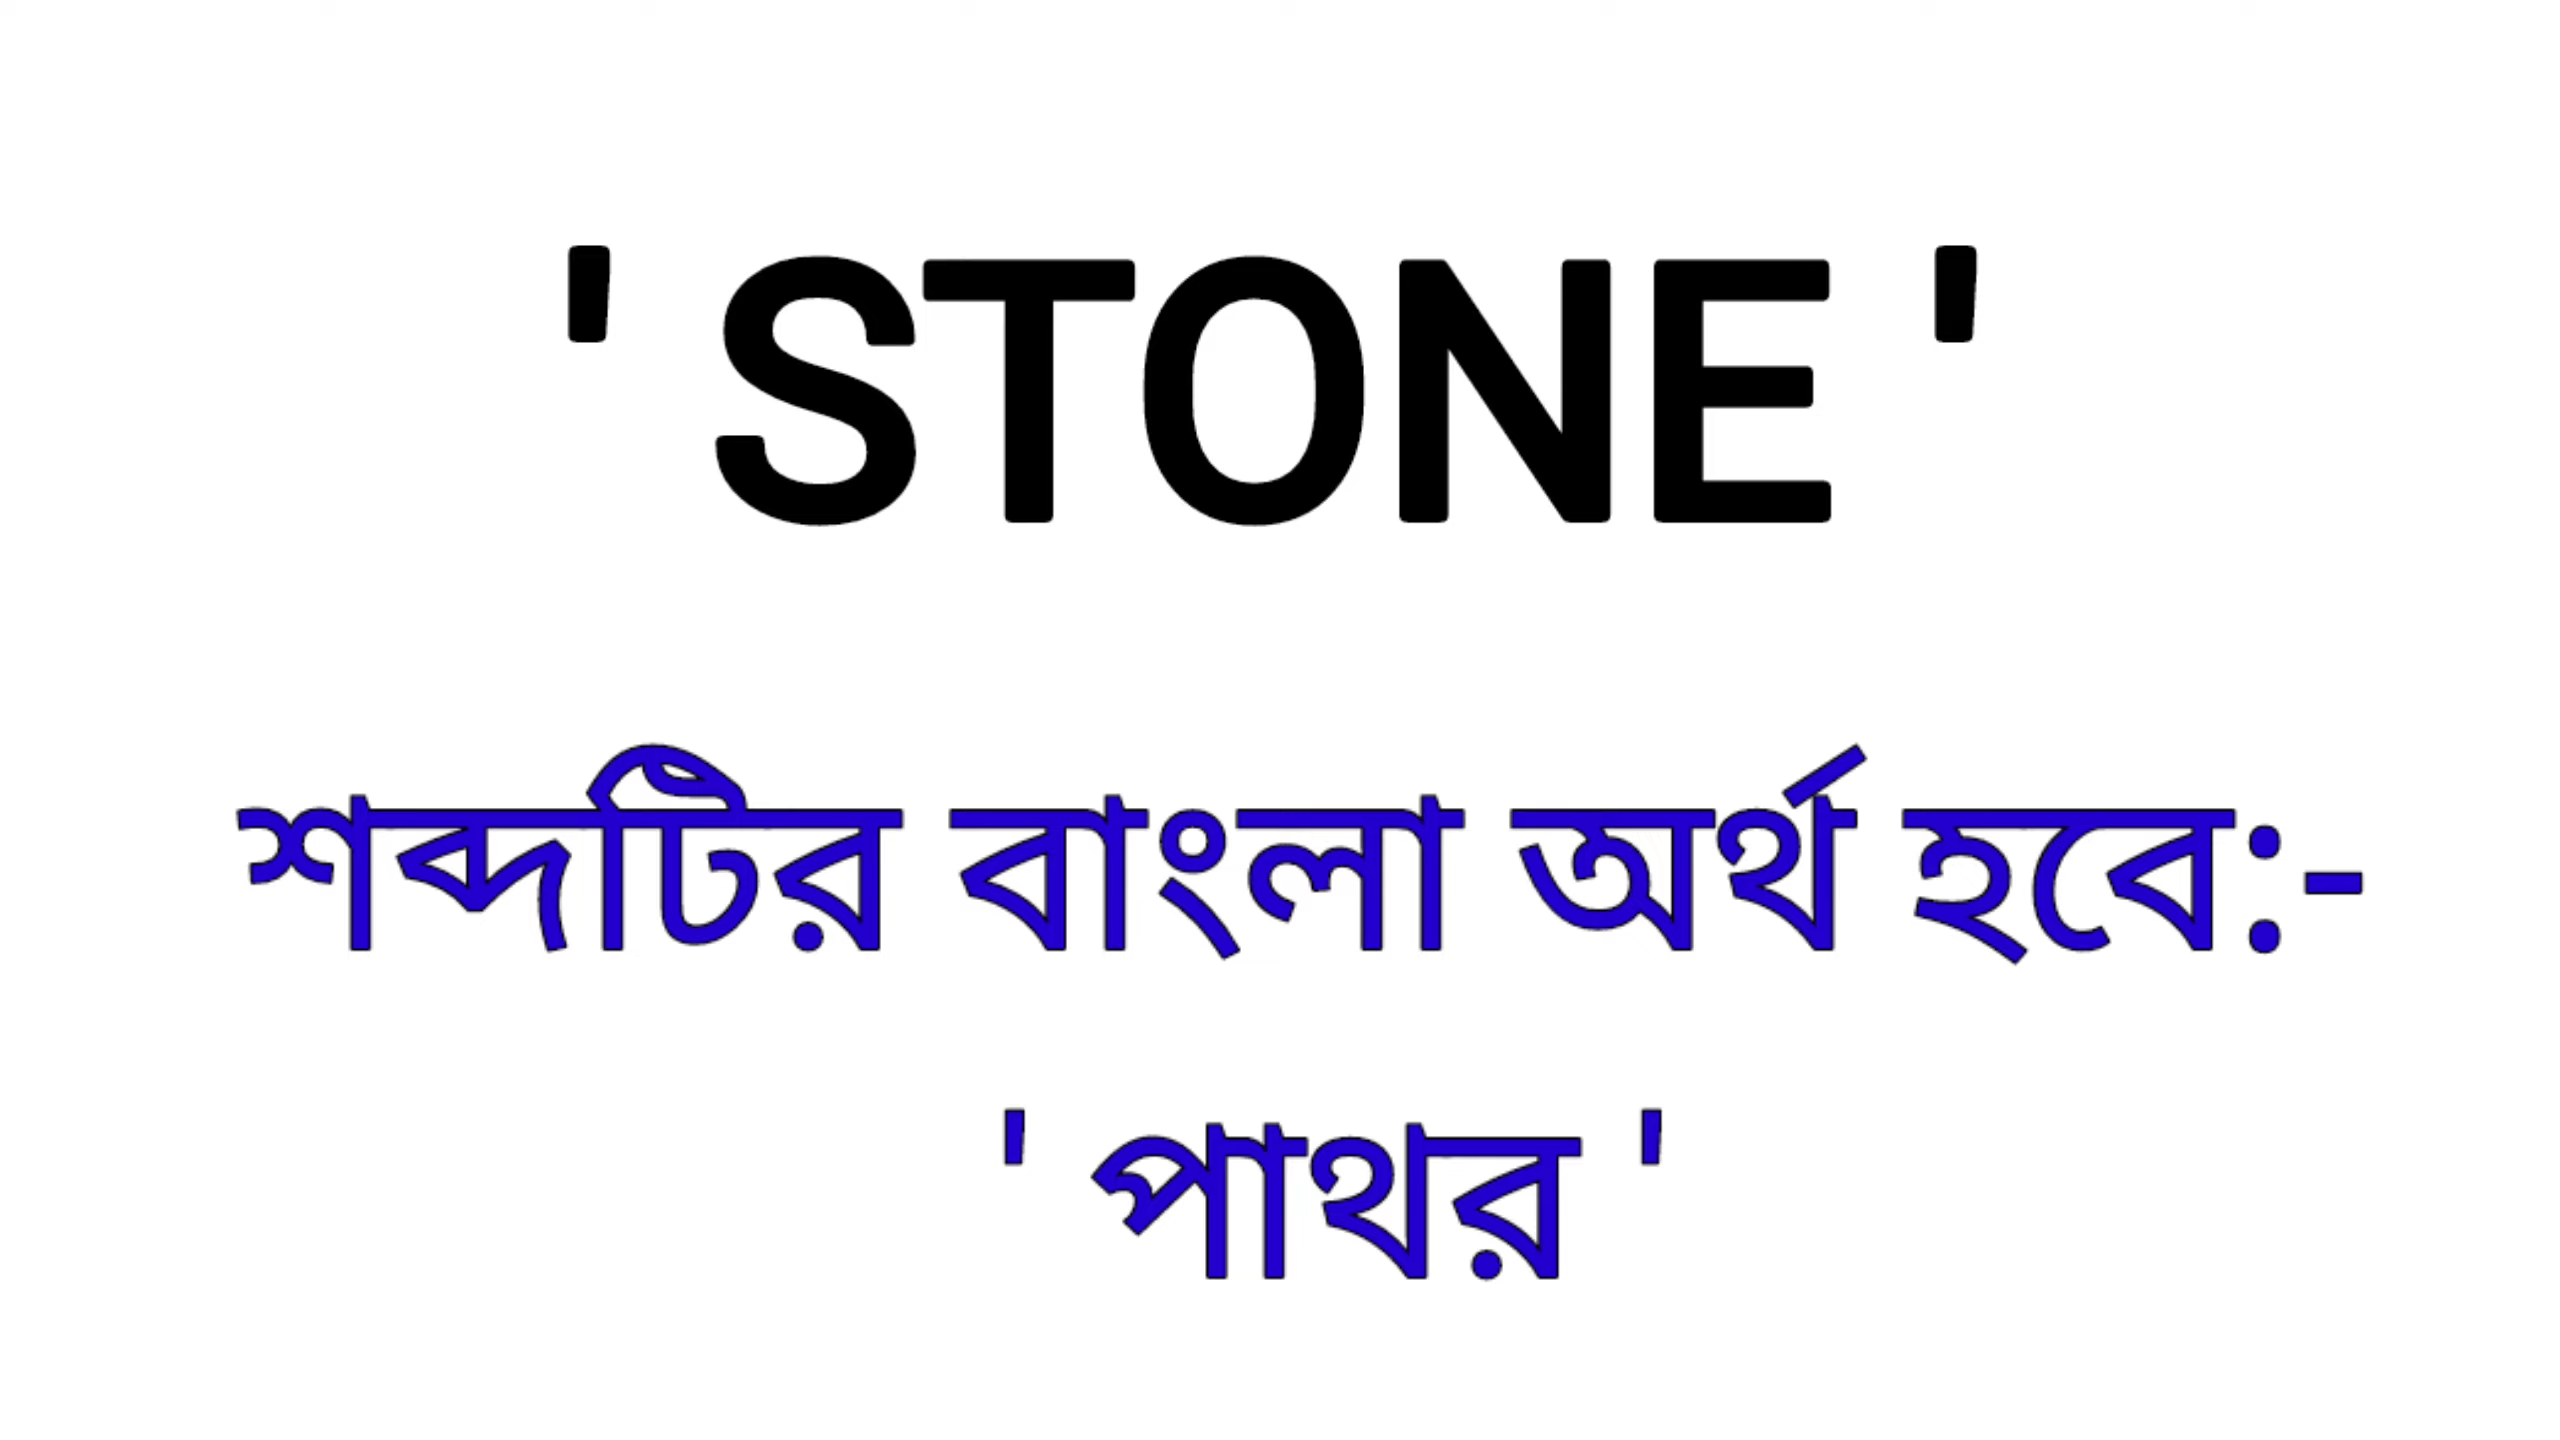 ' STONE '
শব্দটির বাংলা অর্থ হবে:-
' পাথর '